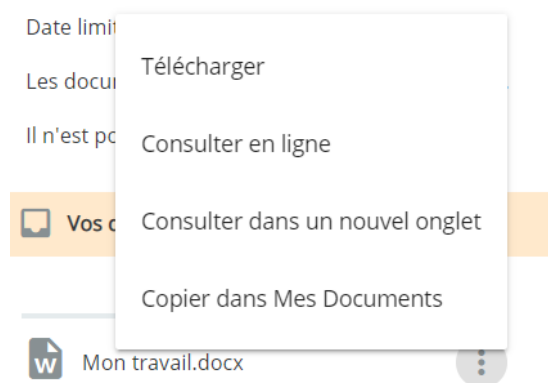 Date limit
Télécharger
Les docu
Il n'est po
Consulter en ligne
Vos d
Consulter dans un nouvel onglet
Copier dans Mes Documents
Mon travail.docx